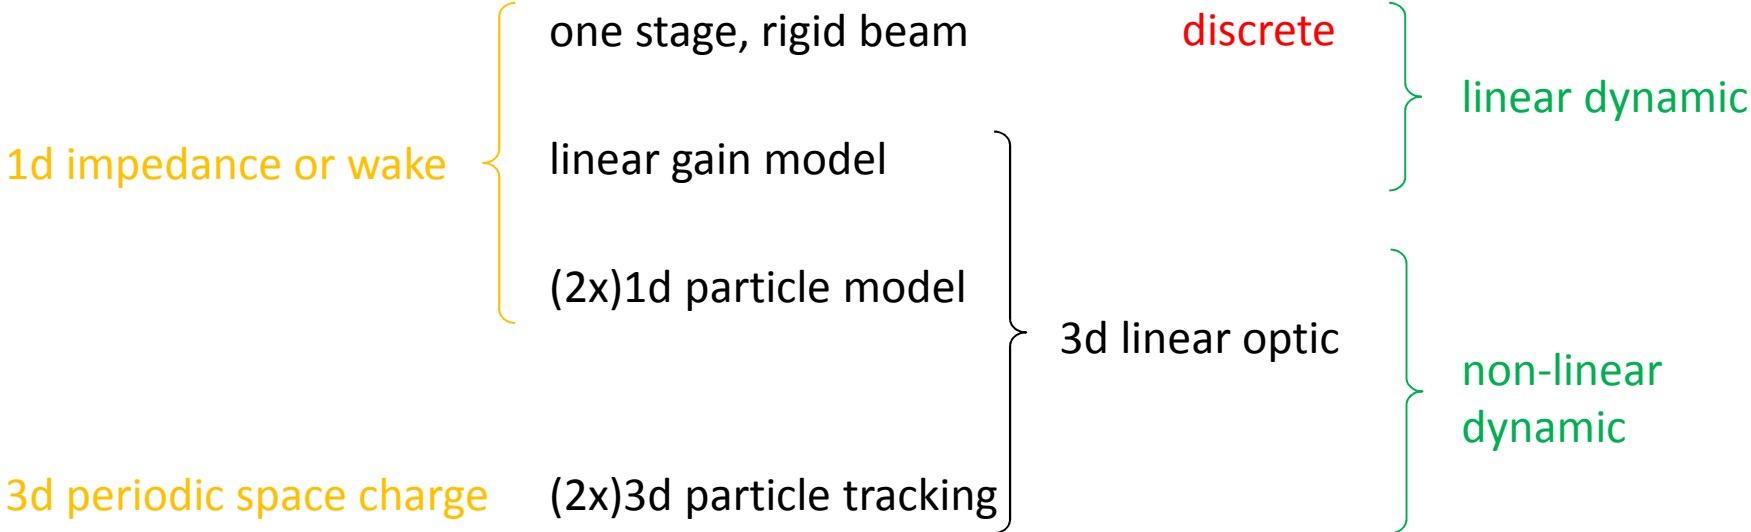 one stage, rigid beam
discrete
linear dynamic
1d impedance or wake
linear gain model
(2x)1d particle model
3d linear optic
non-linear
dynamic
3d periodic space charge
(2x)3d particle tracking